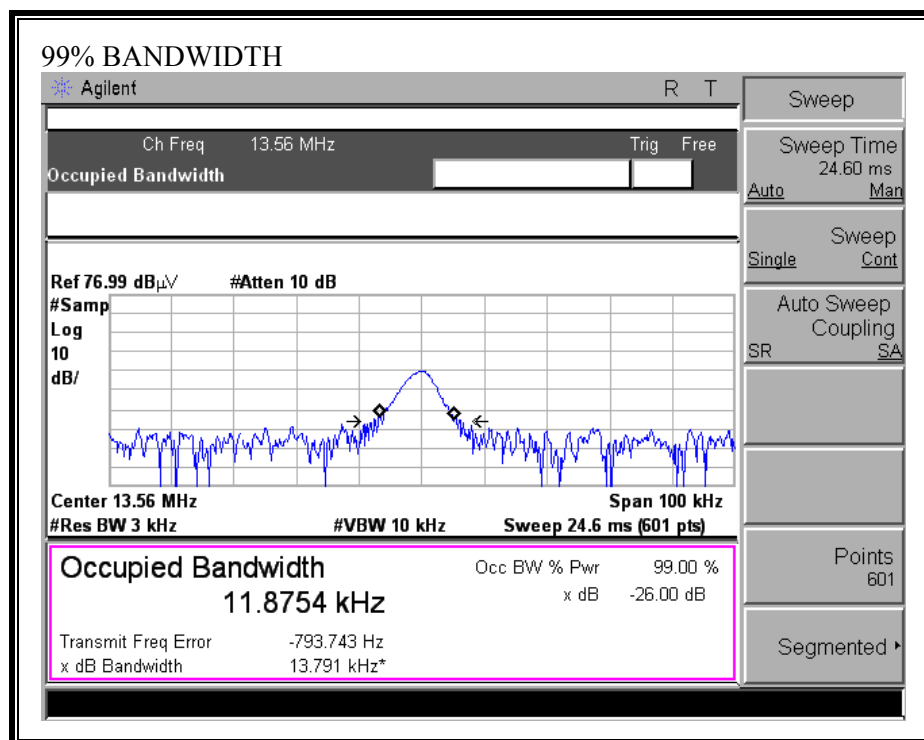 99% BANDWIDTH
Agilent R T
Ch Freq 13.56 MHz Trig Free
Occupied Bandwidth
Ref 76.99 dBµV #Atten 10 dB
#Samp
Log
10
dB/
Center 13.56 MHz Span 100 kHz
#Res BW 3 kHz #VBW 10 kHz Sweep 24.6 ms (601 pts)
Occupied Bandwidth Occ BW % Pwr 99.00 %
11.8754 kHz x dB -26.00 dB
Transmit Freq Error -793.743 Hz
x dB Bandwidth 13.791 kHz*
Sweep
Sweep Time
24.60 ms
Auto Man
Sweep
Single Cont
Auto Sweep
Coupling
SR SA
Points
601
Segmented